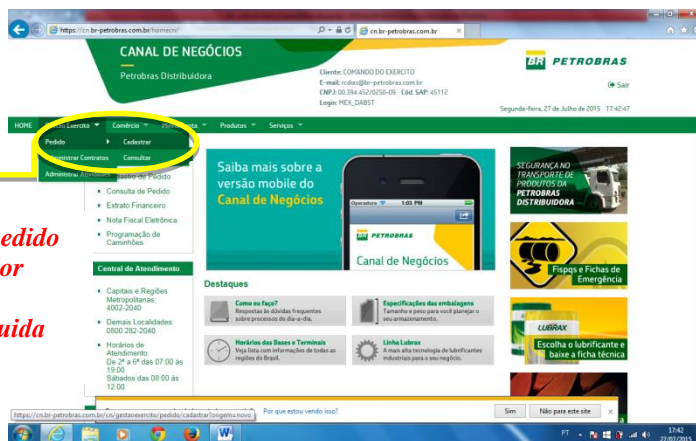 https://cn.br-petrobras.com.br/homecn/
cn.br-petrobras.com.br
CANAL DE NEGÓCIOS
Petrobras Distribuidora
Cliente: COMANDO DO EXERCITO
E-mail: rcdias@br-petrobras.com.br
CNPJ: 00.394.452/0250-09 Cód. SAP: 45112
Login: MEX_DABST
BR PETROBRAS
Sair
Segunda-feira, 27 de Julho de 2015 17:42:47
HOME Exercito Comércio Produtos Serviços
Pedido Cadastrar
Administrar Contratos Consultar
Administrar
de Pedido
Consulta de Pedido
Extrato Financeiro
Nota Fiscal Eletrônica
Programação de
Caminhões
edido
or
uida
Central de Atendimento
Capitais e Regiões
Metropolitanas:
4002-2040
Demais Localidades:
0800 282-2040
Horários de
Atendimento:
De 2ª a 6ª das 07:00 às
19:00
Sábados das 08:00 às
12:00
Saiba mais sobre a
versão mobile do
Canal de Negócios
Operadora 1:03 PM
BR PETROBRAS
Canal de Negócios
SEGURANÇA NO
TRANSPORTE DE
PRODUTOS DA
PETROBRAS
DISTRIBUIDORA
Fispqs e Fichas de
Emergência
LUBRAX
Escolha o lubrificante e
baixe a ficha técnica
Destaques
Como eu faço?
Respostas às dúvidas frequentes
sobre processos do dia-a-dia.
Especificações das embalagens
Tamanho e peso para você planejar o
seu armazenamento.
Horários das Bases e Terminais
Veja lista com informações de todas as
regiões do Brasil.
Linha Lubrax
A mais alta tecnologia de lubrificantes
industriais para o seu negócio.
https://cn.br-petrobras.com.br/cn/gestaoexercito/pedido/cadastrar?origem=novo
Por que estou vendo isso?
Sim
Não para este site
PT
17:42
27/07/2015